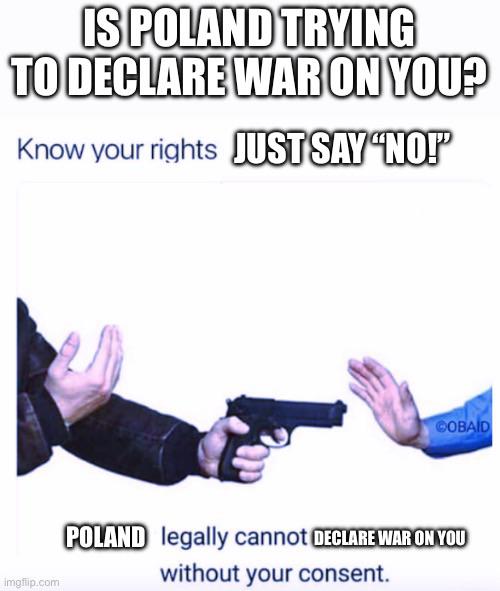 IS POLAND TRYING
TO DECLARE WAR ON YOU?
Know your rights JUST SAY “NO!”
©OBAID
POLAND legally cannot DECLARE WAR ON YOU
without your consent.
imgflip.com